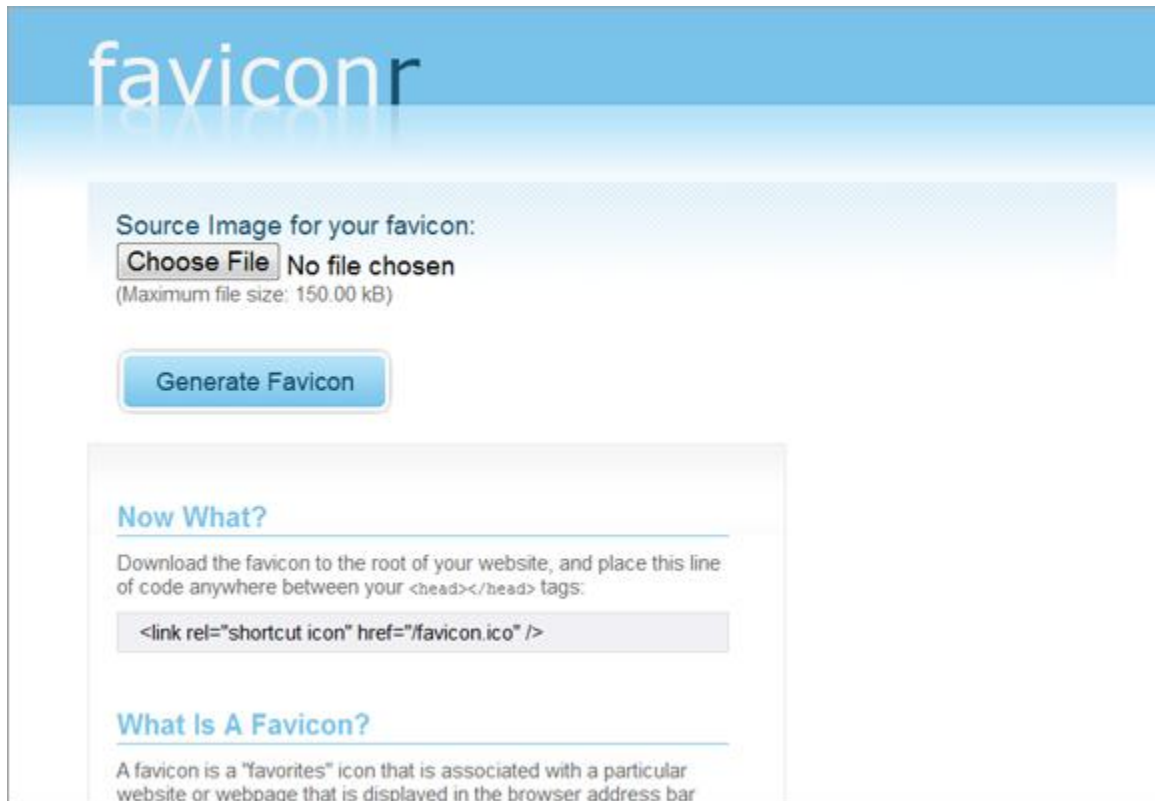 faviconr
Source Image for your favicon:
Choose File No file chosen
(Maximum file size: 150.00 kB)
Generate Favicon
Now What?
Download the favicon to the root of your website, and place this line
of code anywhere between your <head></head> tags:
<link rel="shortcut icon" href="/favicon.ico" />
What Is A Favicon?
A favicon is a "favorites" icon that is associated with a particular
website or webpage that is displayed in the browser address bar